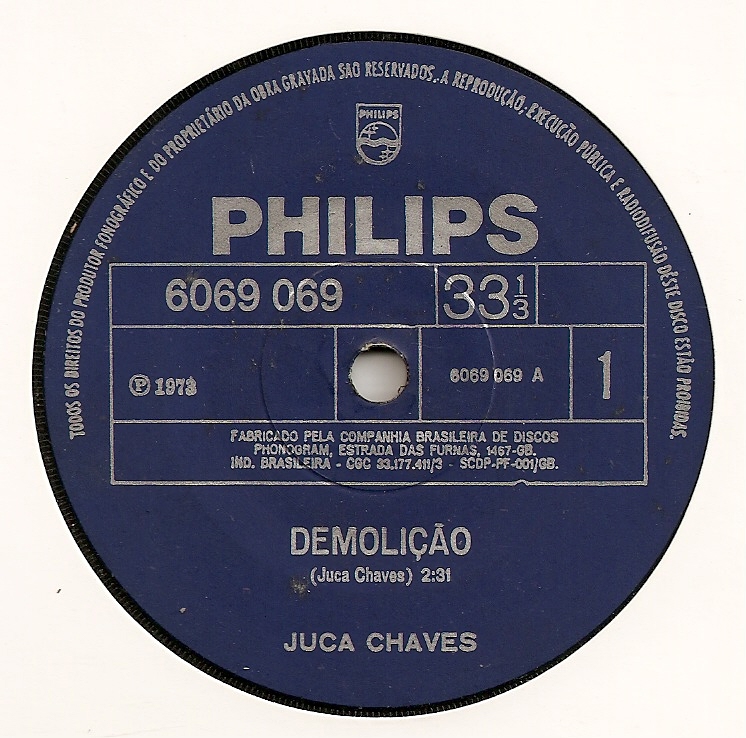 TODOS OS DIREITOS DO PRODUTOR FONOGRÁFICO E DO PROPRIETÁRIO DA OBRA GRAVADA SÃO RESERVADOS. A REPRODUÇÃO, EXECUÇÃO PÚBLICA E RADIODIFUSÃO DÊSTE DISCO ESTÃO PROIBIDAS.
PHILIPS
PHILIPS
6069 069 33 1/3
℗ 1973 6069 069 A 1
FABRICADO PELA COMPANHIA BRASILEIRA DE DISCOS
PHONOGRAM, ESTRADA DAS FURNAS, 1467-GB.
IND. BRASILEIRA - CGC 33.177.411/3 - SCDP-PF-001/GB.
DEMOLIÇÃO
(Juca Chaves) 2:31
JUCA CHAVES